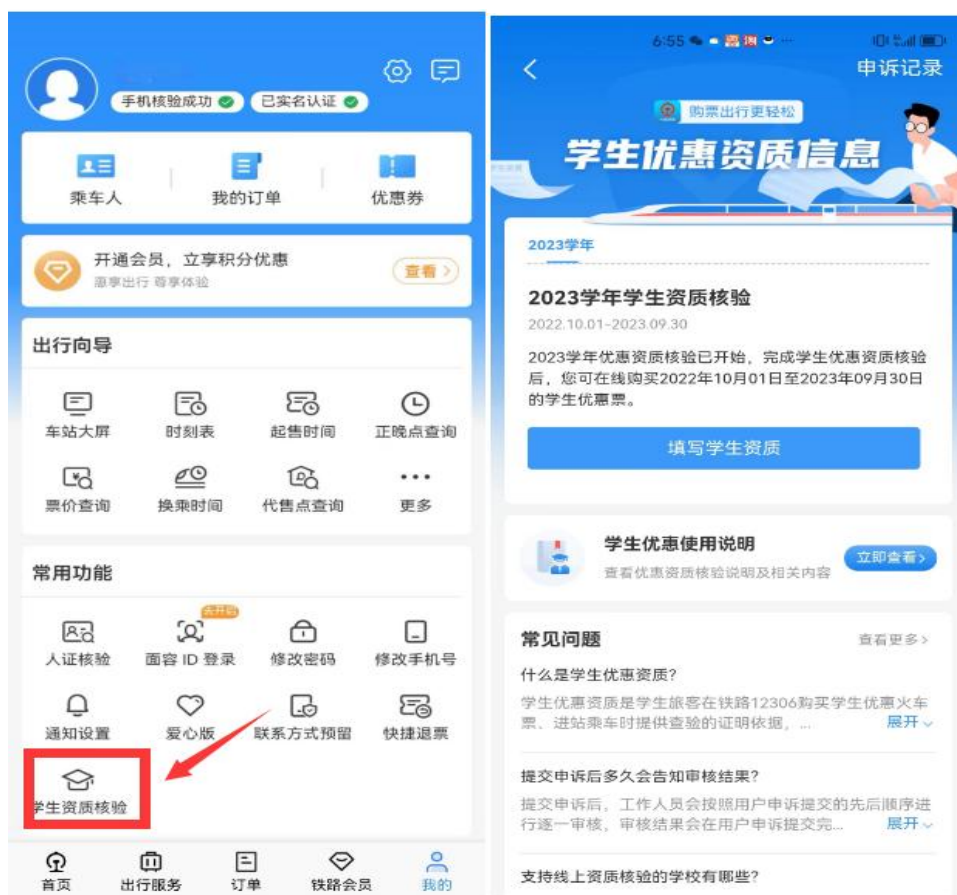 手机核验成功
已实名认证
乘车人
我的订单
优惠券
开通会员，立享积分优惠
惠享出行 尊享体验
查看
出行向导
车站大屏
时刻表
起售时间
正晚点查询
票价查询
换乘时间
代售点查询
更多
常用功能
去开启
人证核验
面容 ID 登录
修改密码
修改手机号
通知设置
爱心版
联系方式预留
快捷退票
学生资质核验
首页
出行服务
订单
铁路会员
我的
6:55
申诉记录
购票出行更轻松
学生优惠资质信息
2023学年
2023学年学生资质核验
2022.10.01-2023.09.30
2023学年优惠资质核验已开始，完成学生优惠资质核验
后，您可在线购买2022年10月01日至2023年09月30日
的学生优惠票。
填写学生资质
学生优惠使用说明
查看优惠资质核验说明及相关内容
立即查看
常见问题
查看更多
什么是学生优惠资质?
学生优惠资质是学生旅客在铁路12306购买学生优惠火车
票、进站乘车时提供查验的证明依据，...
展开
提交申诉后多久会告知审核结果?
提交申诉后，工作人员会按照用户申诉提交的先后顺序进
行逐一审核，审核结果会在用户申诉提交完...
展开
支持线上资质核验的学校有哪些?